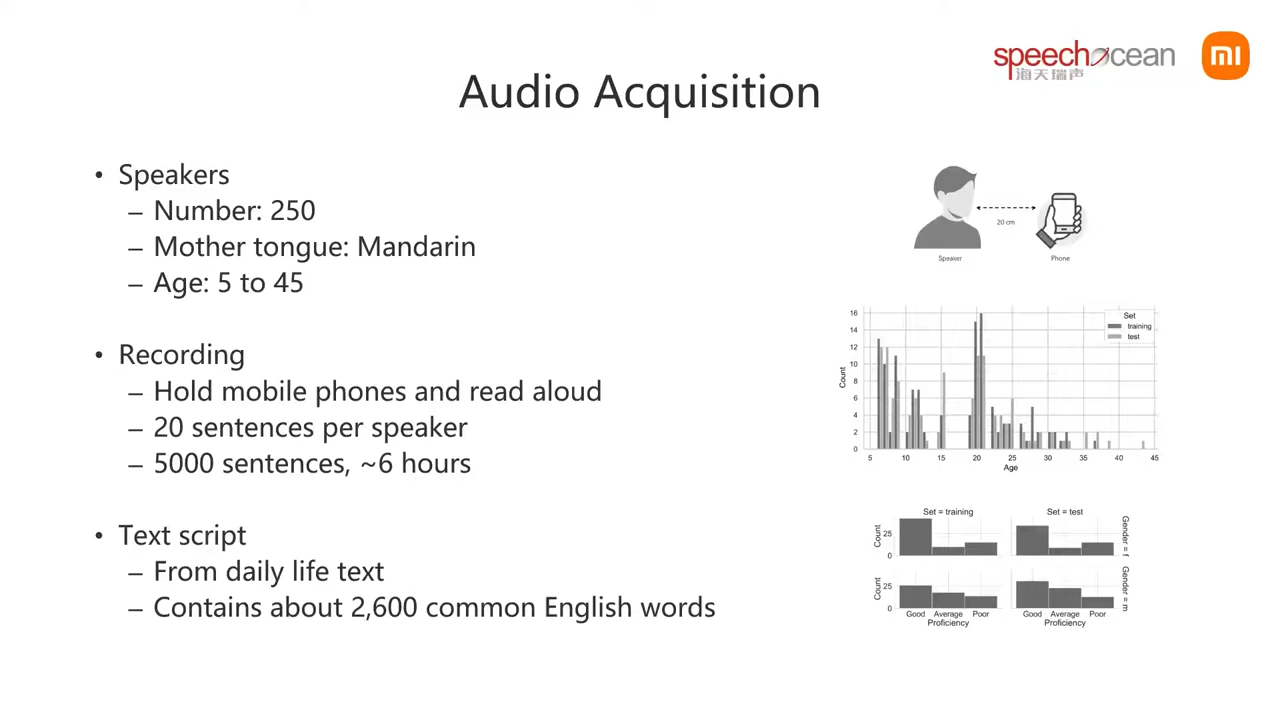 speechocean
海天瑞声
Audio Acquisition
• Speakers
– Number: 250
– Mother tongue: Mandarin
– Age: 5 to 45
• Recording
– Hold mobile phones and read aloud
– 20 sentences per speaker
– 5000 sentences, ~6 hours
• Text script
– From daily life text
– Contains about 2,600 common English words
20 cm
Speaker
Phone
Set
training
test
Count
16
14
12
10
8
6
4
2
0
5 10 15 20 25 30 35 40 45
Age
Set = training
Set = test
Count
25
0
Gender = f
Count
25
0
Gender = m
Good Average Poor
Proficiency
Good Average Poor
Proficiency